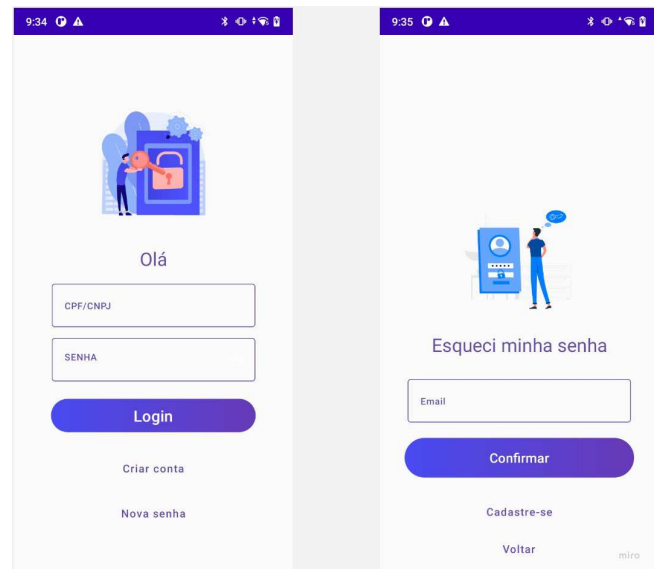 9:34
Olá
CPF/CNPJ
SENHA
Login
Criar conta
Nova senha
9:35
Esqueci minha senha
Email
Confirmar
Cadastre-se
Voltar
miro